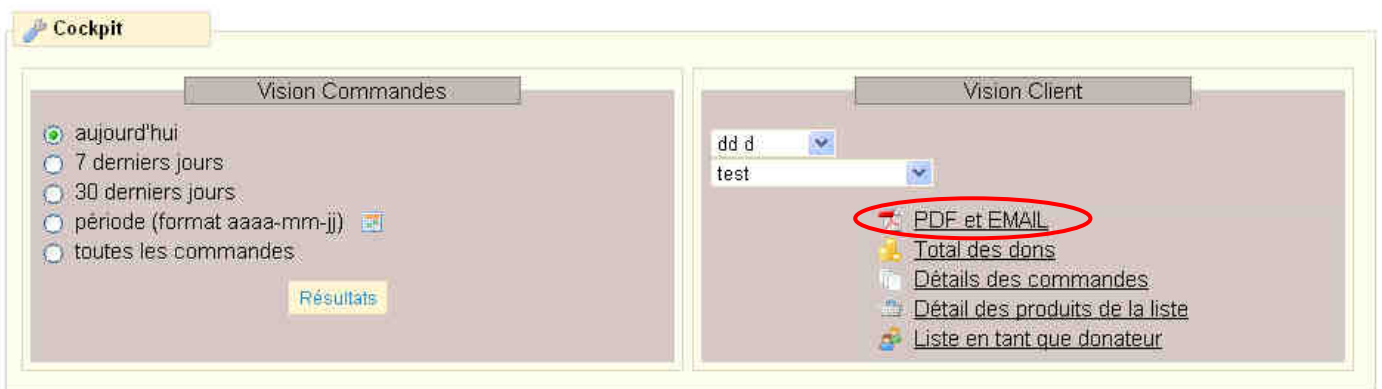 Cockpit
Vision Commandes
aujourd'hui
7 derniers jours
30 derniers jours
période (format aaaa-mm-jj)
toutes les commandes
Résultats
Vision Client
dd d
test
PDF et EMAIL
Total des dons
Détails des commandes
Détail des produits de la liste
Liste en tant que donateur